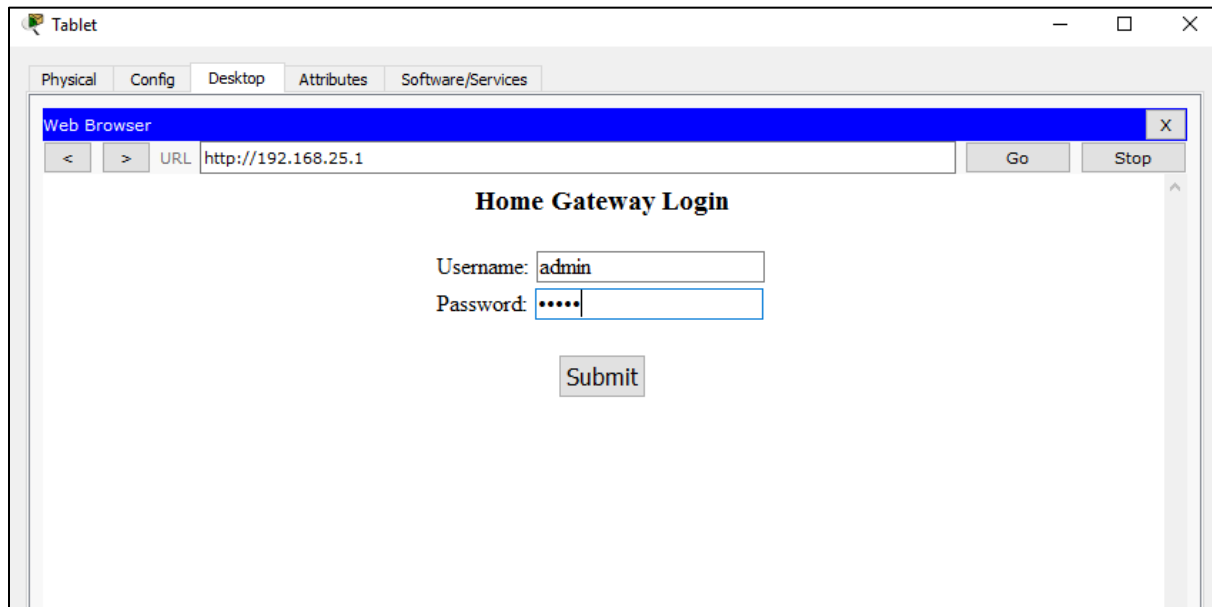 Tablet
Physical Config Desktop Attributes Software/Services
Web Browser X
< > URL http://192.168.25.1 Go Stop
Home Gateway Login
Username: admin
Password: •••••
Submit